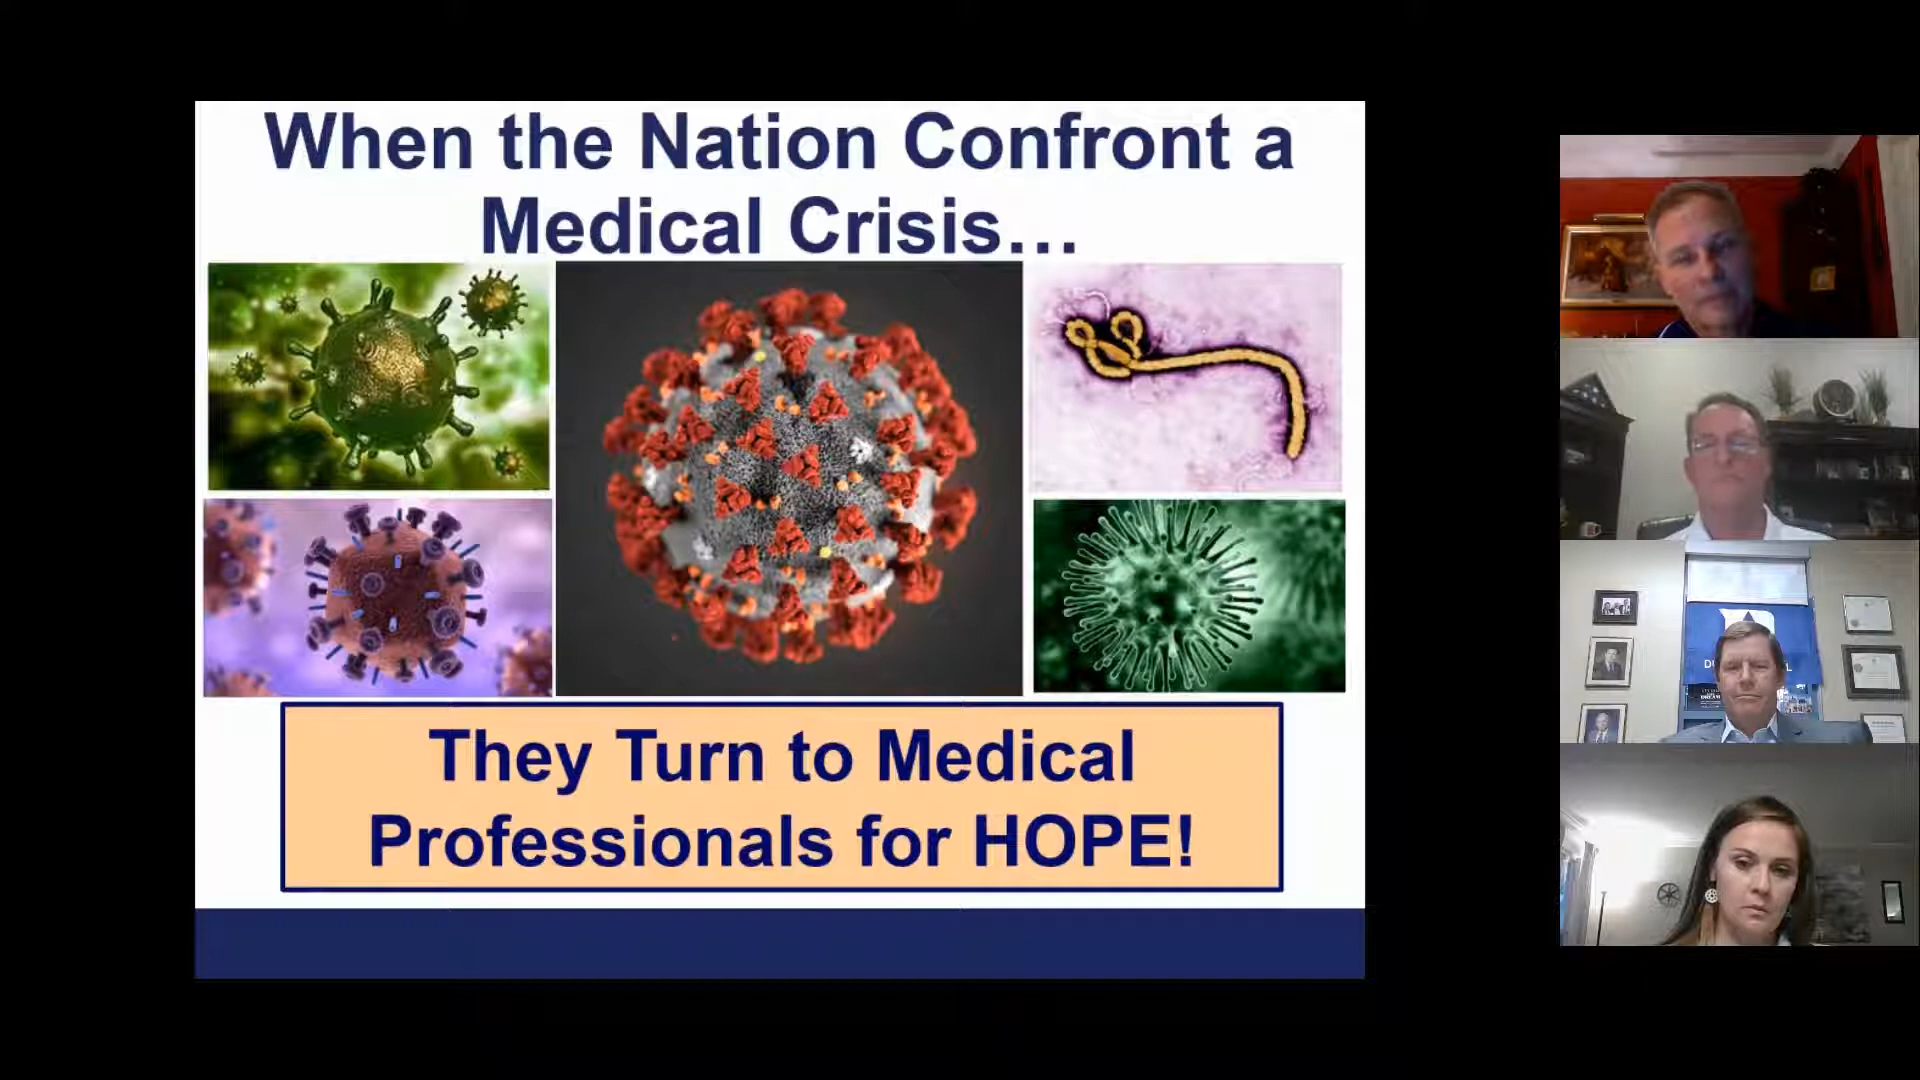 When the Nation Confront a
Medical Crisis…
They Turn to Medical
Professionals for HOPE!